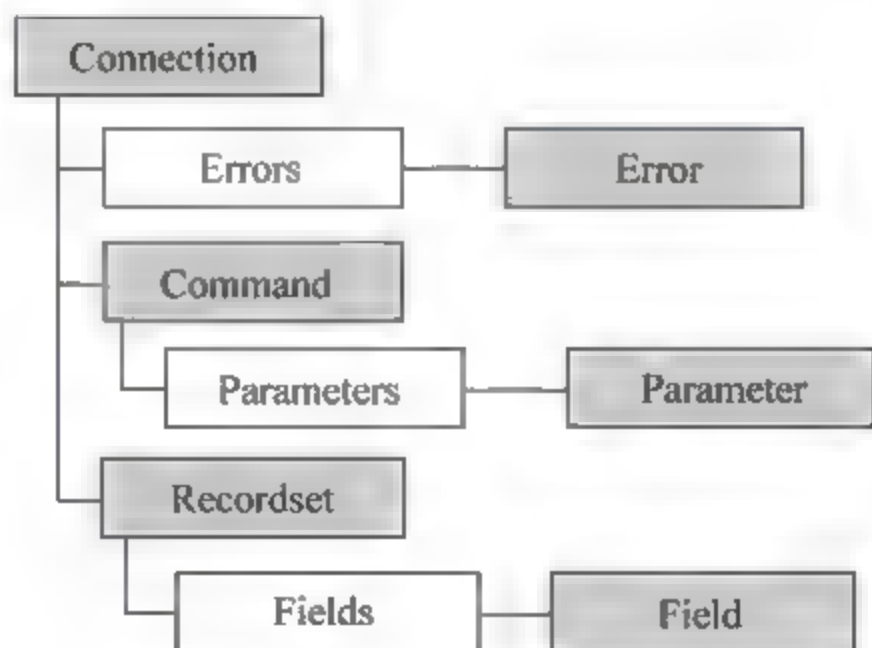 Connection
Errors
Error
Command
Parameters
Parameter
Recordset
Fields
Field